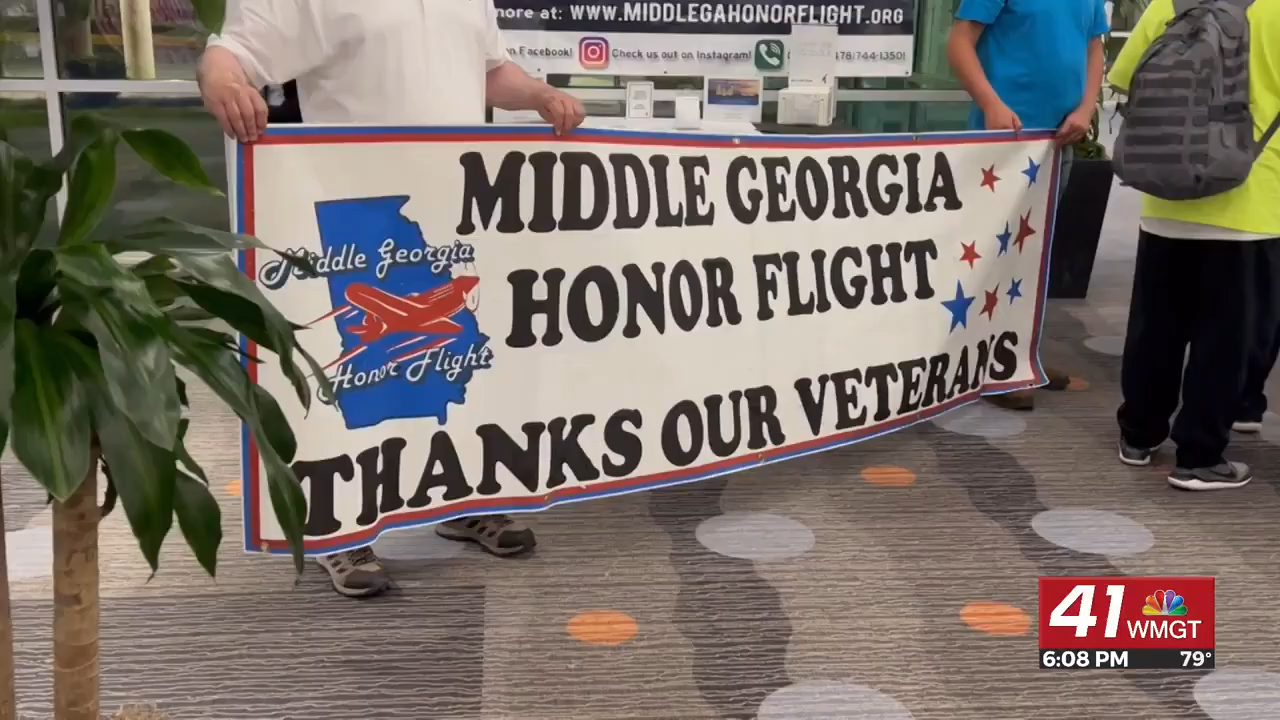 more at: WWW.MIDDLEGAHONORFLIGHT.ORG
on Facebook! Check us out on Instagram! 478)744-1350!
MIDDLE GEORGIA
HONOR FLIGHT
THANKS OUR VETERANS
Middle Georgia
Honor Flight
41 WMGT
6:08 PM 79°